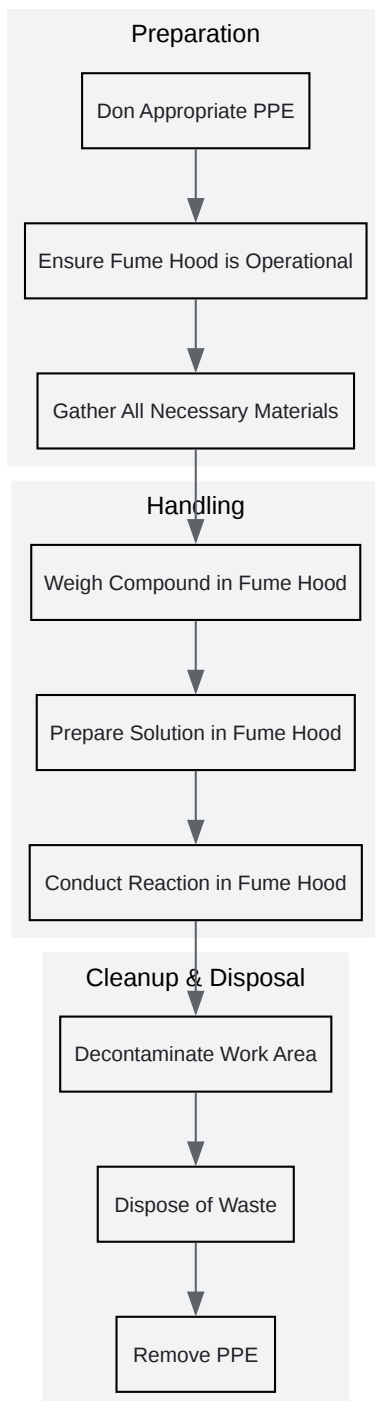 Preparation
Don Appropriate PPE
Ensure Fume Hood is Operational
Gather All Necessary Materials
Handling
Weigh Compound in Fume Hood
Prepare Solution in Fume Hood
Conduct Reaction in Fume Hood
Cleanup & Disposal
Decontaminate Work Area
Dispose of Waste
Remove PPE